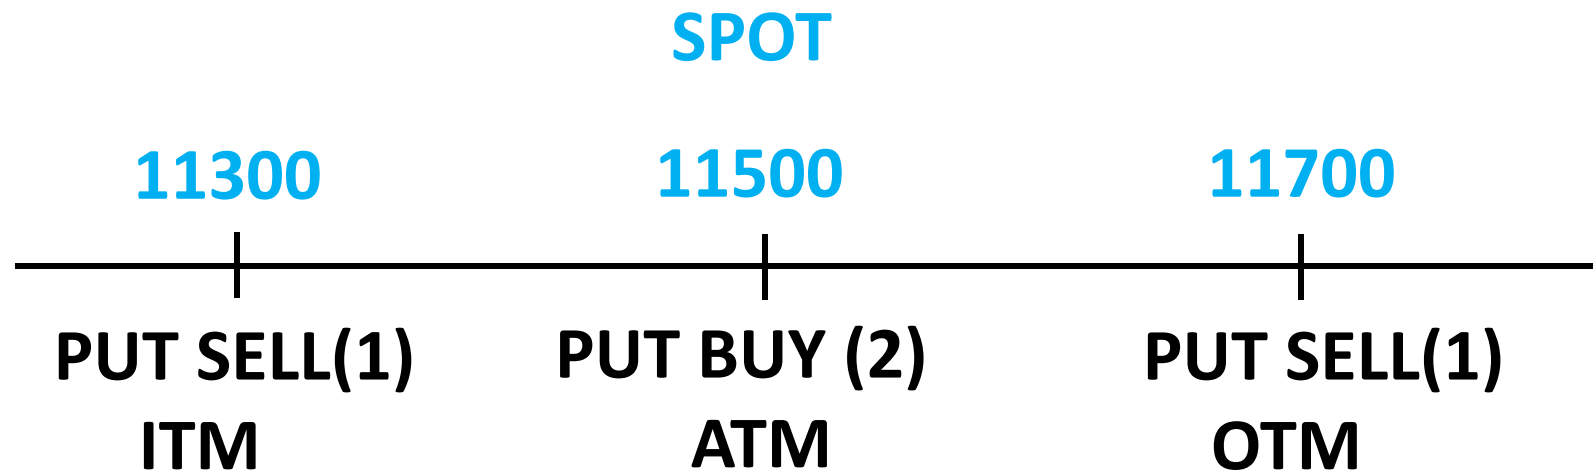 SPOT
11300 11500 11700
PUT SELL(1) PUT BUY (2) PUT SELL(1)
ITM ATM OTM